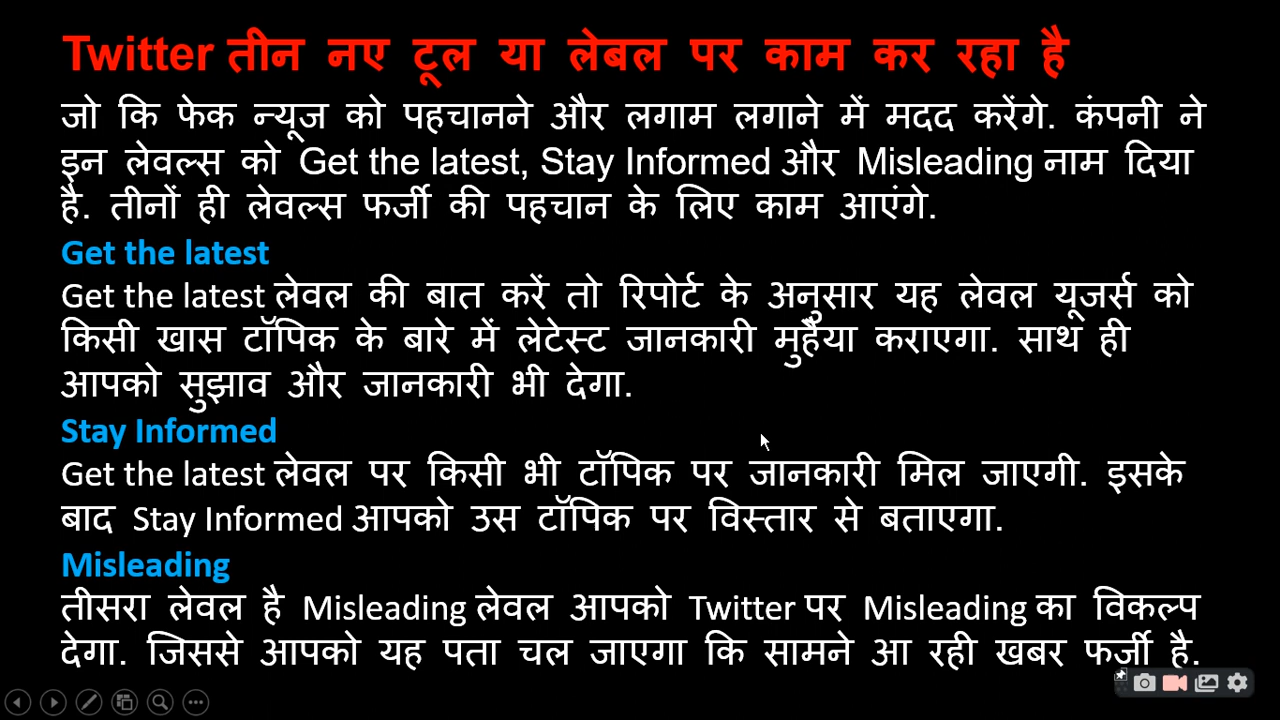 Twitter तीन नए टूल या लेबल पर काम कर रहा है
जो कि फेक न्यूज को पहचानने और लगाम लगाने में मदद करेंगे. कंपनी ने
इन लेवल्स को Get the latest, Stay Informed और Misleading नाम दिया
है. तीनों ही लेवल्स फर्जी की पहचान के लिए काम आएंगे.
Get the latest
Get the latest लेवल की बात करें तो रिपोर्ट के अनुसार यह लेवल यूजर्स को
किसी खास टॉपिक के बारे में लेटेस्ट जानकारी मुहैया कराएगा. साथ ही
आपको सुझाव और जानकारी भी देगा.
Stay Informed
Get the latest लेवल पर किसी भी टॉपिक पर जानकारी मिल जाएगी. इसके
बाद Stay Informed आपको उस टॉपिक पर विस्तार से बताएगा.
Misleading
तीसरा लेवल है Misleading लेवल आपको Twitter पर Misleading का विकल्प
देगा. जिससे आपको यह पता चल जाएगा कि सामने आ रही खबर फर्जी है.